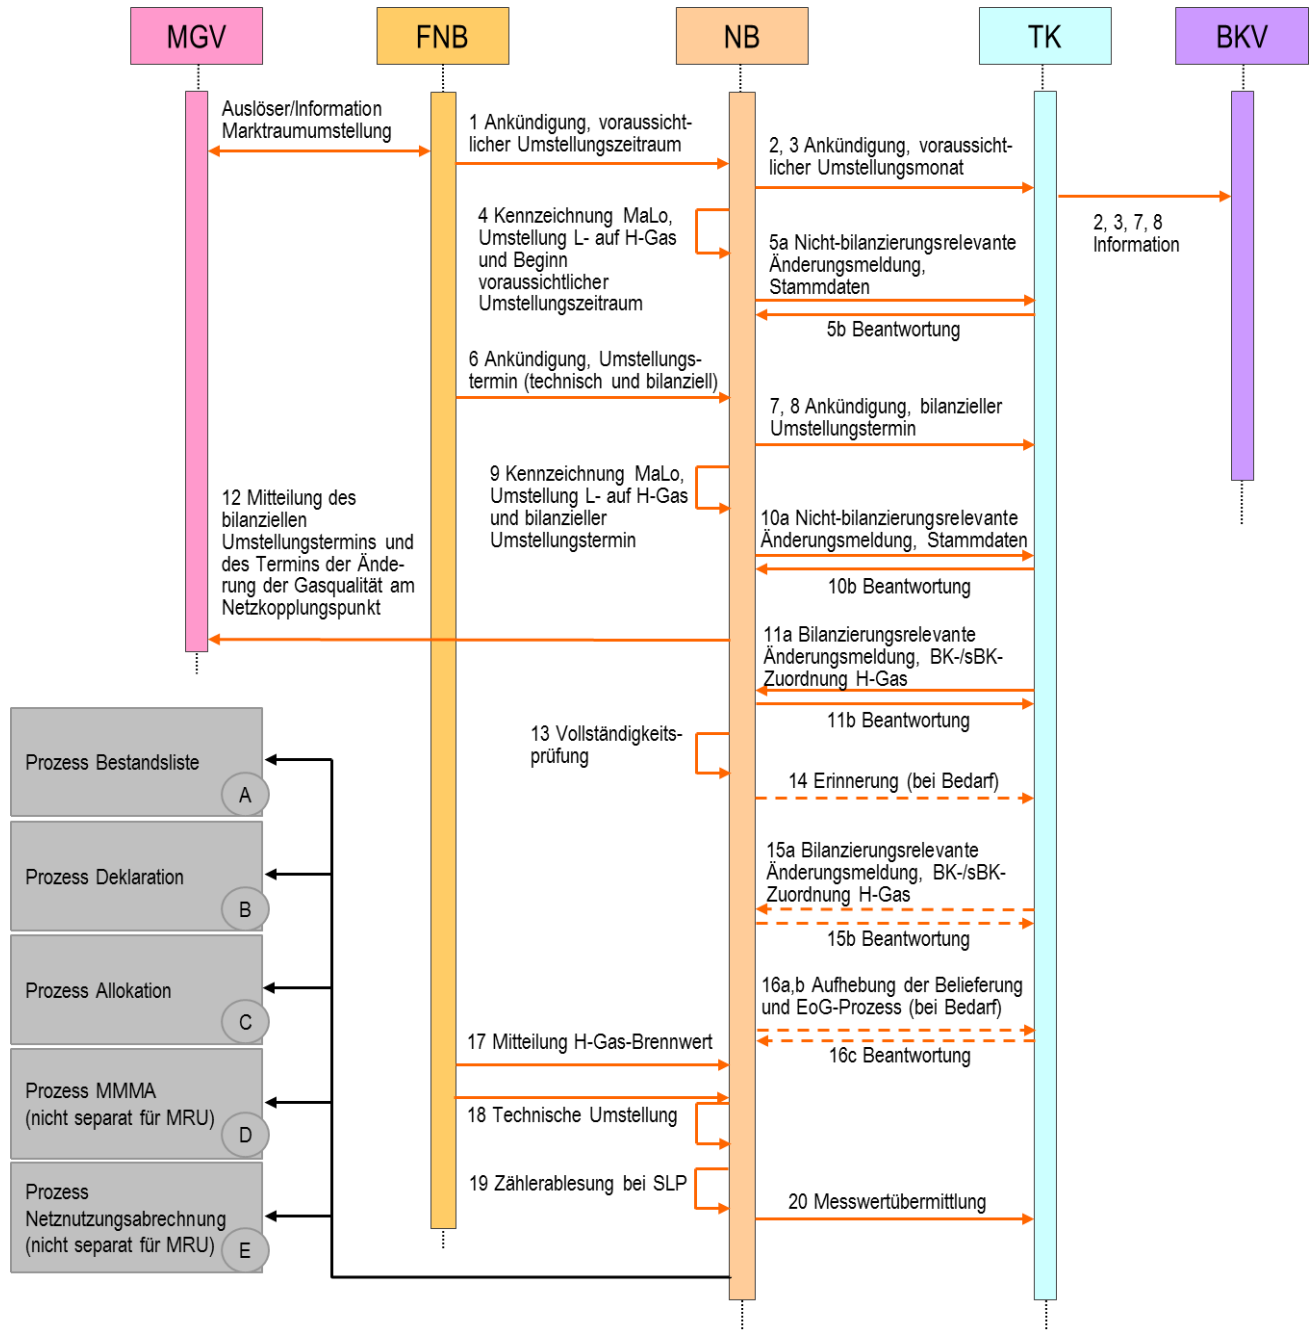 MGV
FNB
NB
TK
BKV
Auslöser/Information
Marktraumumstellung
1 Ankündigung, voraussicht-
licher Umstellungszeitraum
2, 3 Ankündigung, voraussicht-
licher Umstellungsmonat
2, 3, 7, 8
Information
4 Kennzeichnung MaLo,
Umstellung L- auf H-Gas
und Beginn
voraussichtlicher
Umstellungszeitraum
5a Nicht-bilanzierungsrelevante
Änderungsmeldung,
Stammdaten
5b Beantwortung
6 Ankündigung, Umstellungs-
termin (technisch und bilanziell)
7, 8 Ankündigung, bilanzieller
Umstellungstermin
9 Kennzeichnung MaLo,
Umstellung L- auf H-Gas
und bilanzieller
Umstellungstermin
10a Nicht-bilanzierungsrelevante
Änderungsmeldung, Stammdaten
10b Beantwortung
12 Mitteilung des
bilanziellen
Umstellungstermins und
des Termins der Ände-
rung der Gasqualität am
Netzkopplungspunkt
11a Bilanzierungsrelevante
Änderungsmeldung, BK-/sBK-
Zuordnung H-Gas
11b Beantwortung
13 Vollständigkeits-
prüfung
14 Erinnerung (bei Bedarf)
15a Bilanzierungsrelevante
Änderungsmeldung, BK-/sBK-
Zuordnung H-Gas
15b Beantwortung
16a,b Aufhebung der Belieferung
und EoG-Prozess (bei Bedarf)
16c Beantwortung
17 Mitteilung H-Gas-Brennwert
18 Technische Umstellung
19 Zählerablesung bei SLP
20 Messwertübermittlung
Prozess Bestandsliste
A
Prozess Deklaration
B
Prozess Allokation
C
Prozess MMMA
(nicht separat für MRU)
D
Prozess
Netznutzungsabrechnung
(nicht separat für MRU)
E